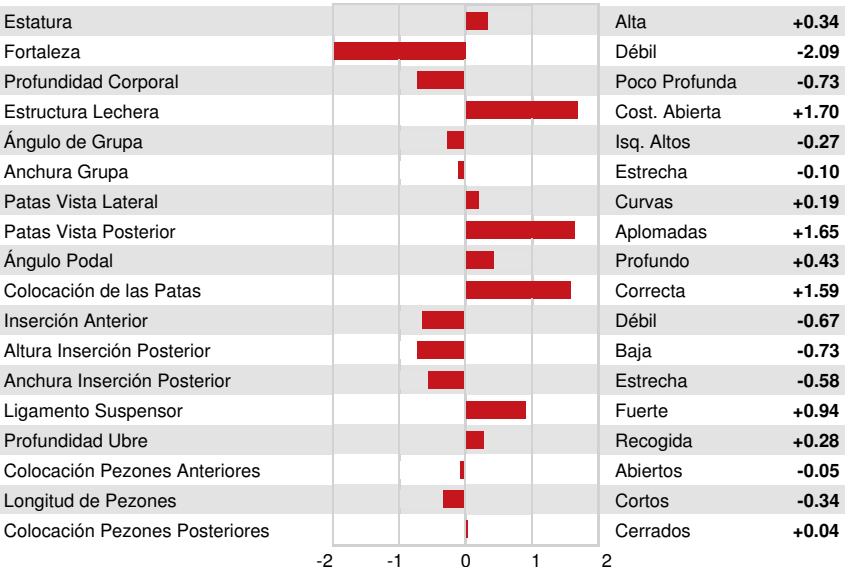 Estatura Alta +0.34
Fortaleza Débil -2.09
Profundidad Corporal Poco Profunda -0.73
Estructura Lechera Cost. Abierta +1.70
Ángulo de Grupa Isq. Altos -0.27
Anchura Grupa Estrecha -0.10
Patas Vista Lateral Curvas +0.19
Patas Vista Posterior Aplomadas +1.65
Ángulo Podal Profundo +0.43
Colocación de las Patas Correcta +1.59
Inserción Anterior Débil -0.67
Altura Inserción Posterior Baja -0.73
Anchura Inserción Posterior Estrecha -0.58
Ligamento Suspensor Fuerte +0.94
Profundidad Ubre Recogida +0.28
Colocación Pezones Anteriores Abiertos -0.05
Longitud de Pezones Cortos -0.34
Colocación Pezones Posteriores Cerrados +0.04
-2 -1 0 1 2